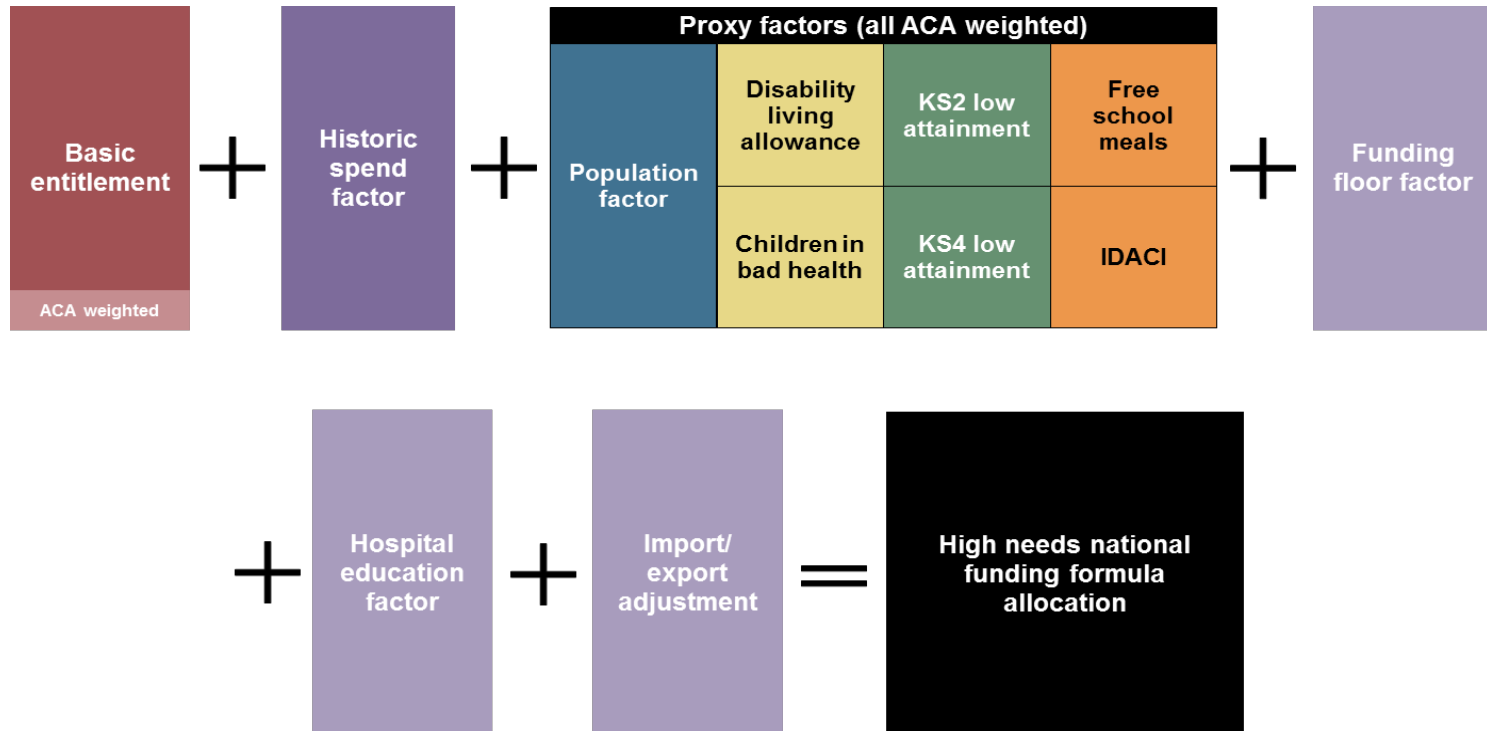 Basic
entitlement
ACA weighted
+
Historic
spend
factor
+
Proxy factors (all ACA weighted)
Population
factor
Disability
living
allowance
KS2 low
attainment
Free
school
meals
Children in
bad health
KS4 low
attainment
IDACI
+
Funding
floor factor
+
Hospital
education
factor
+
Import/
export
adjustment
=
High needs national
funding formula
allocation